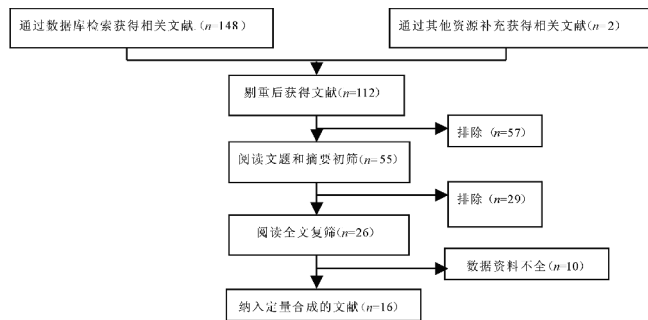 通过数据库检索获得相关文献(n=148)
通过其他资源补充获得相关文献(n=2)
剔重后获得文献(n=112)
排除 (n=57)
阅读文题和摘要初筛(n=55)
排除 (n=29)
阅读全文复筛(n=26)
数据资料不全(n=10)
纳入定量合成的文献(n=16)